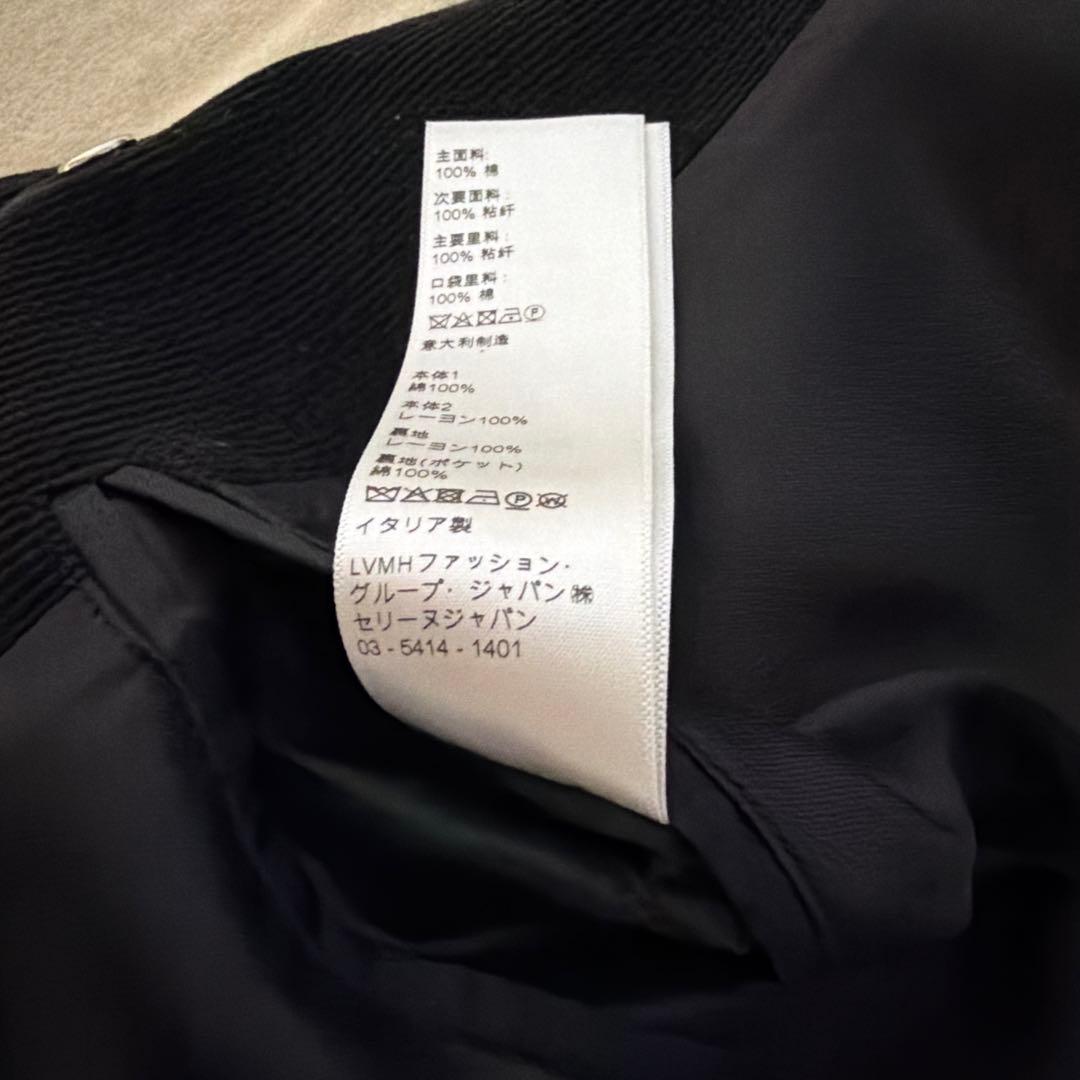 主面料:
100% 棉
次要面料:
100% 粘纤
主要里料:
100% 粘纤
口袋里料:
100% 棉
P
意大利制造
本体1
綿100%
本体2
レーヨン100%
裏地
レーヨン100%
裏地(ポケット)
綿100%
P W
イタリア製
LVMHファッション・
グループ・ジャパン㈱
セリーヌジャパン
03 - 5414 - 1401